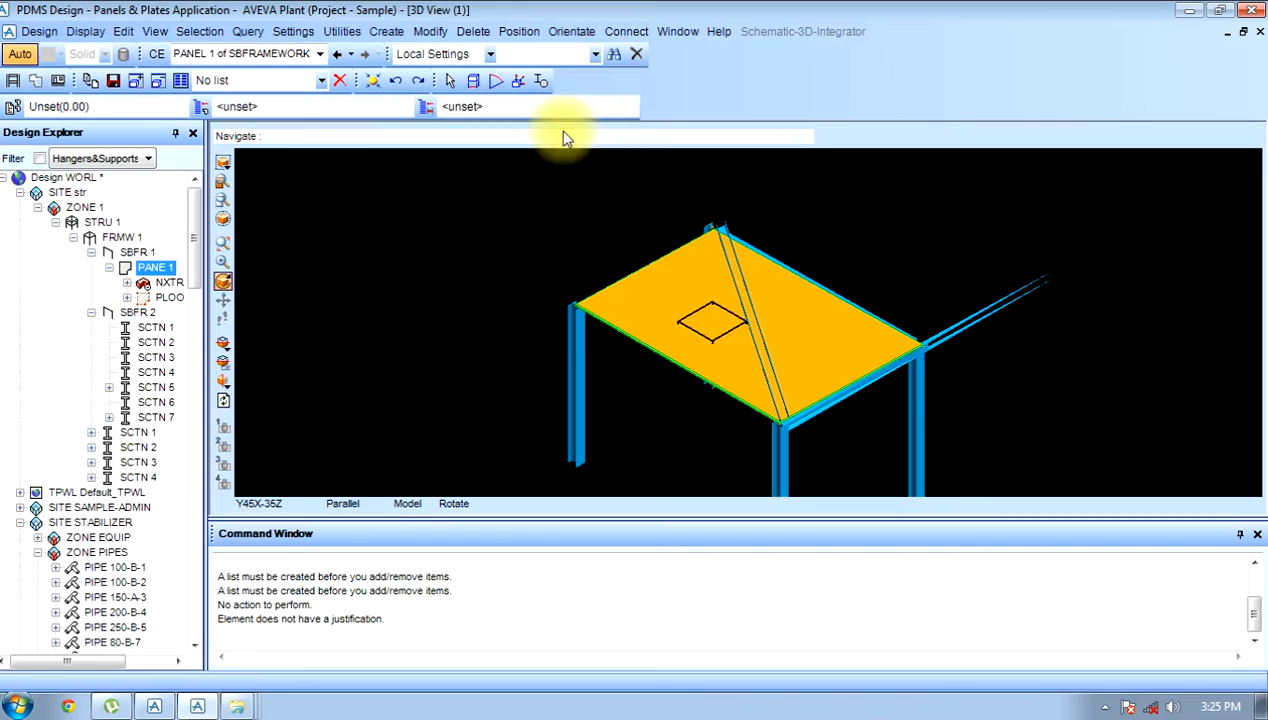 PDMS Design - Panels & Plates Application - AVEVA Plant (Project - Sample) - [3D View (1)]
Design Display Edit View Selection Query Settings Utilities Create Modify Delete Position Orientate Connect Window Help Schematic-3D-Integrator
Auto Solid CE PANEL 1 of SBFRAMEWORK Local Settings
No list
Unset(0.00) <unset> <unset>
Design Explorer
Navigate :
Filter Hangers&Supports
Design WORL *
SITE str
ZONE 1
STRU 1
FRMW 1
SBFR 1
PANE 1
NXTR
PLOO
SBFR 2
SCTN 1
SCTN 2
SCTN 3
SCTN 4
SCTN 5
SCTN 6
SCTN 7
SCTN 1
SCTN 2
SCTN 3
SCTN 4
TPWL Default_TPWL
SITE SAMPLE-ADMIN
SITE STABILIZER
ZONE EQUIP
ZONE PIPES
PIPE 100-B-1
PIPE 100-B-2
PIPE 150-A-3
PIPE 200-B-4
PIPE 250-B-5
PIPE 80-B-7
1
2
3
4
Y45X-35Z Parallel Model Rotate
Command Window
A list must be created before you add/remove items.
A list must be created before you add/remove items.
No action to perform.
Element does not have a justification.
3:25 PM